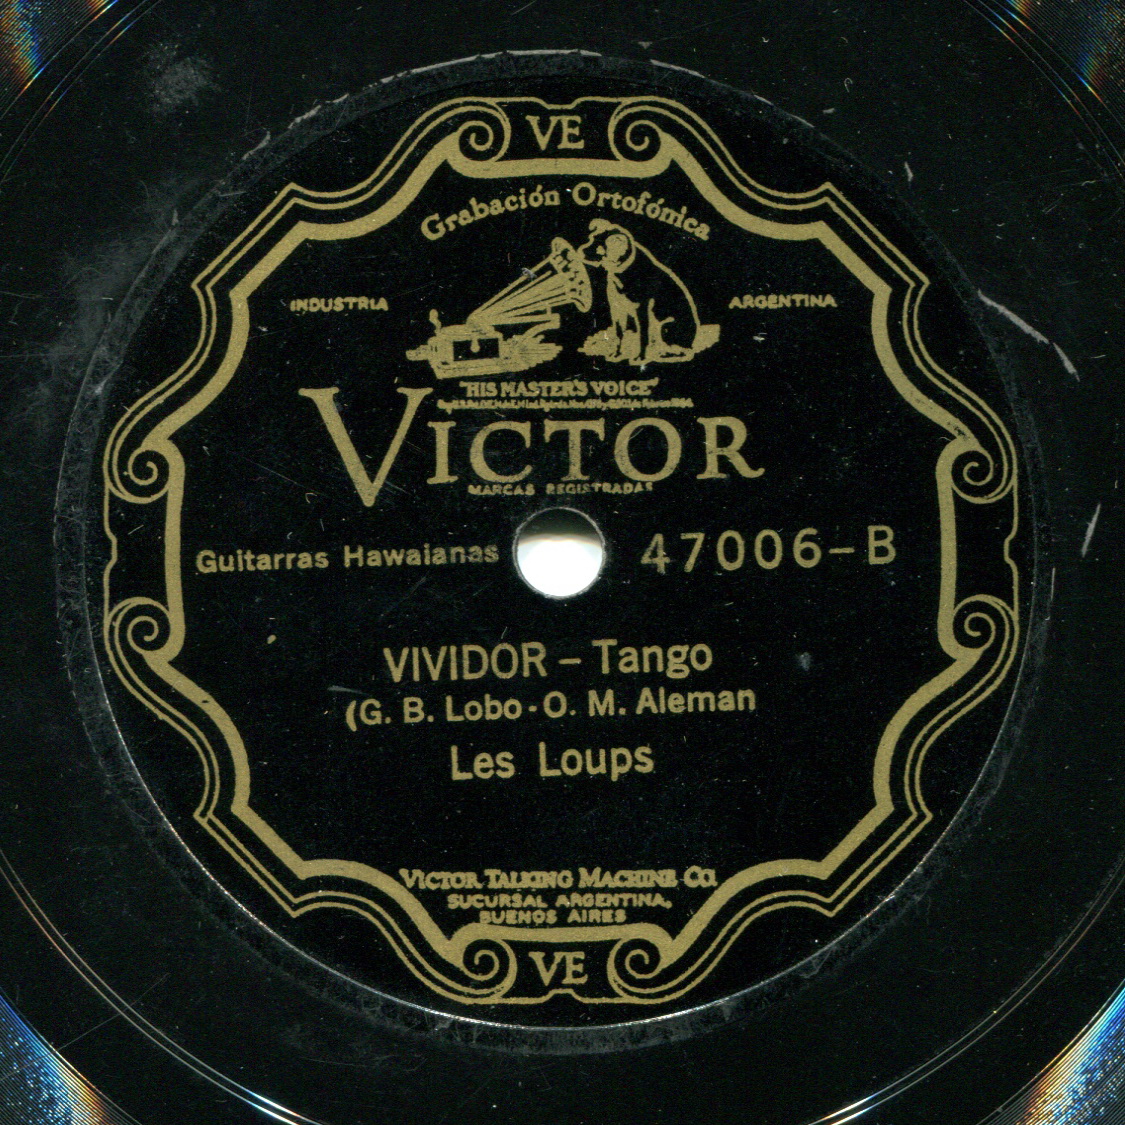 VE
Grabación Ortofónica
INDUSTRIA
ARGENTINA
"HIS MASTER'S VOICE"
VICTOR
MARCAS REGISTRADAS
Guitarras Hawaianas
47006-B
VIVIDOR - Tango
(G. B. Lobo - O. M. Aleman
Les Loups
VICTOR TALKING MACHINE CO.
SUCURSAL ARGENTINA,
BUENOS AIRES
VE